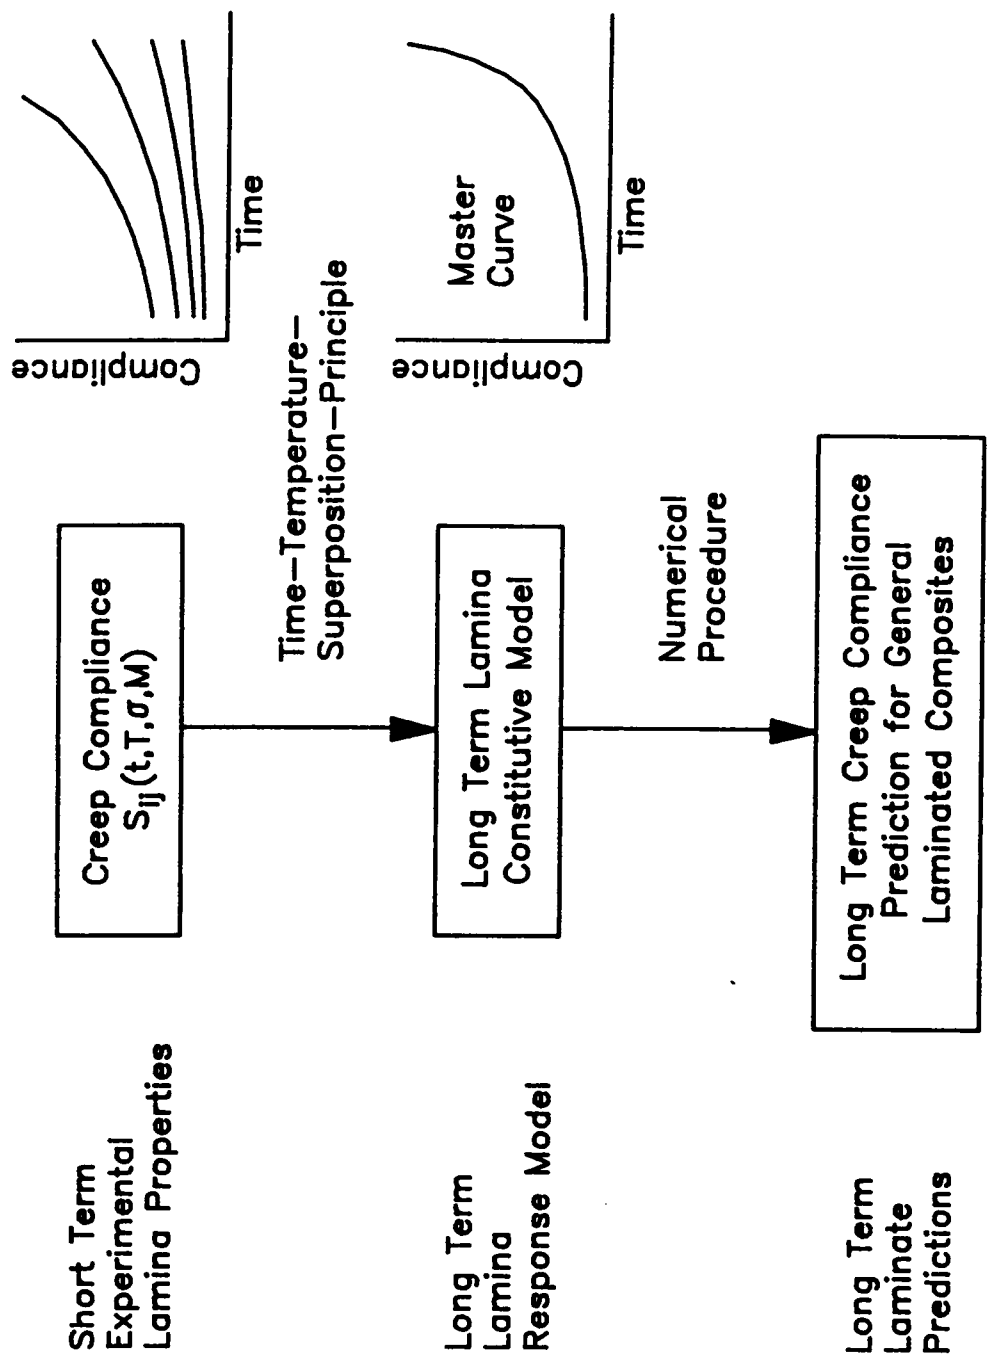 Short Term
Experimental
Lamina Properties
Creep Compliance
Sij(t,T,σ,M)
Compliance
Time
Time–Temperature–
Superposition–Principle
Long Term
Lamina
Response Model
Long Term Lamina
Constitutive Model
Compliance
Master
Curve
Time
Numerical
Procedure
Long Term
Laminate
Predictions
Long Term Creep Compliance
Prediction for General
Laminated Composites